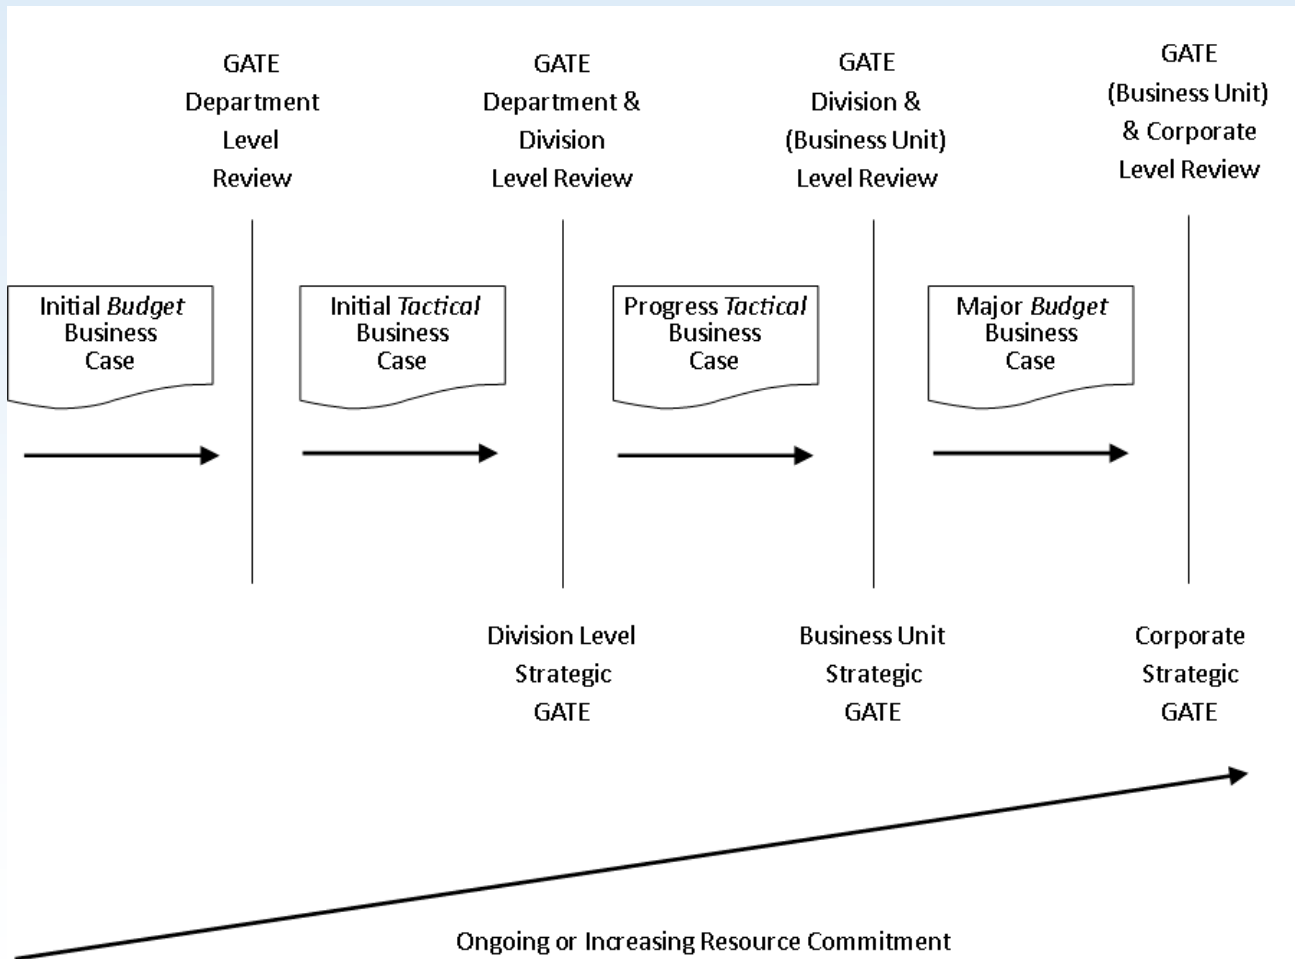 GATE
Department
Level
Review
GATE
Department &
Division
Level Review
GATE
Division &
(Business Unit)
Level Review
GATE
(Business Unit)
& Corporate
Level Review
Initial Budget
Business
Case
Initial Tactical
Business
Case
Progress Tactical
Business
Case
Major Budget
Business
Case
Division Level
Strategic
GATE
Business Unit
Strategic
GATE
Corporate
Strategic
GATE
Ongoing or Increasing Resource Commitment